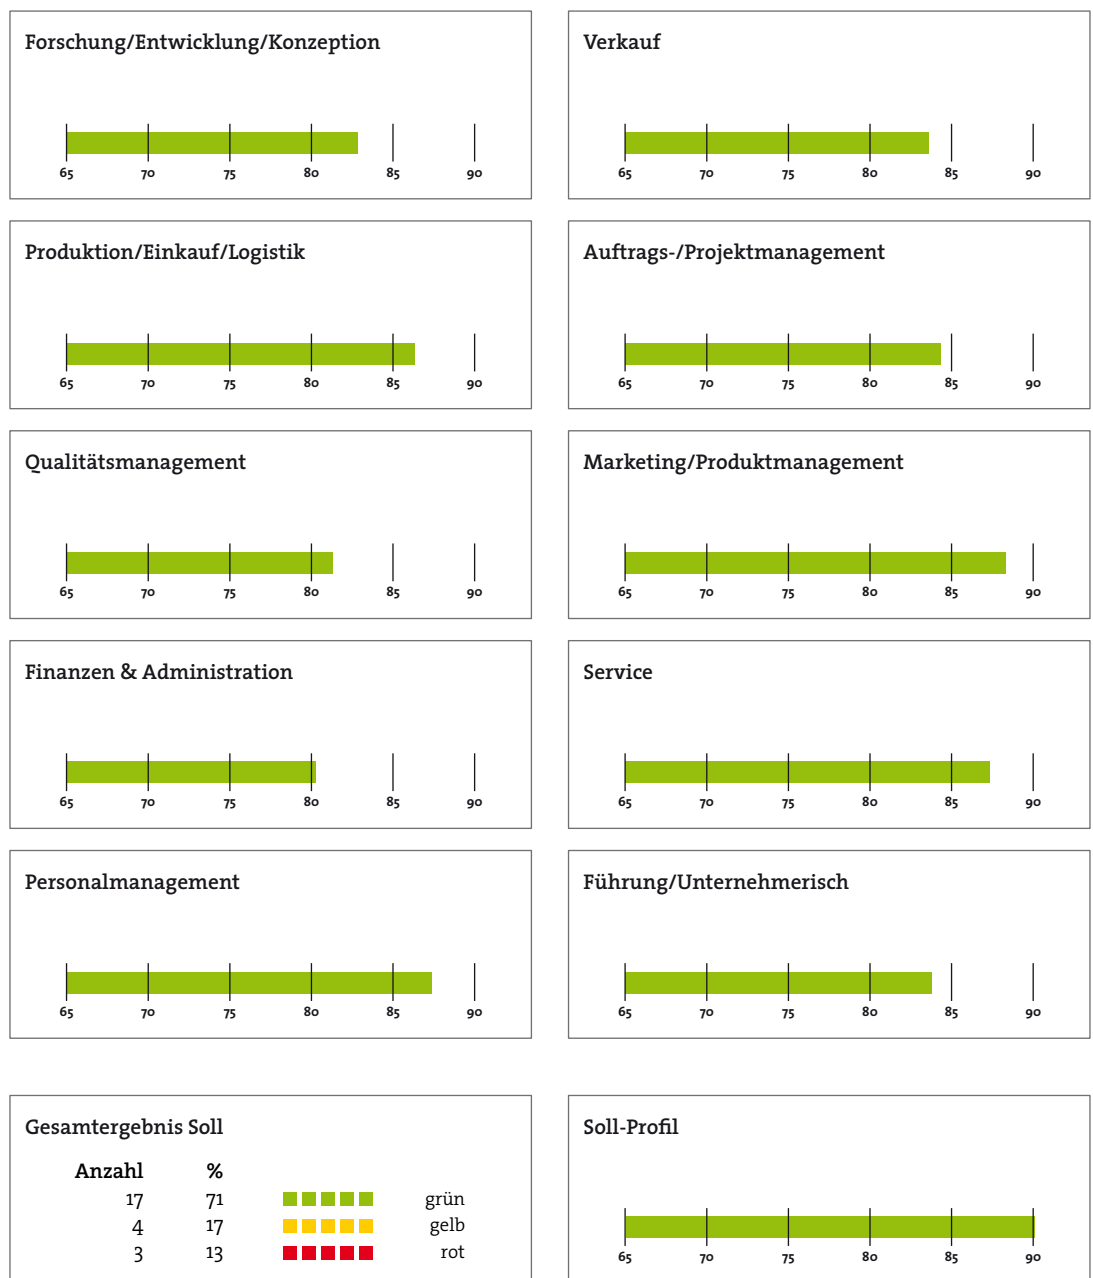 Forschung/Entwicklung/Konzeption
65 70 75 80 85 90
Verkauf
65 70 75 80 85 90
Produktion/Einkauf/Logistik
65 70 75 80 85 90
Auftrags-/Projektmanagement
65 70 75 80 85 90
Qualitätsmanagement
65 70 75 80 85 90
Marketing/Produktmanagement
65 70 75 80 85 90
Finanzen & Administration
65 70 75 80 85 90
Service
65 70 75 80 85 90
Personalmanagement
65 70 75 80 85 90
Führung/Unternehmerisch
65 70 75 80 85 90
Gesamtergebnis Soll
Anzahl %
17 71 grün
4 17 gelb
3 13 rot
Soll-Profil
65 70 75 80 85 90